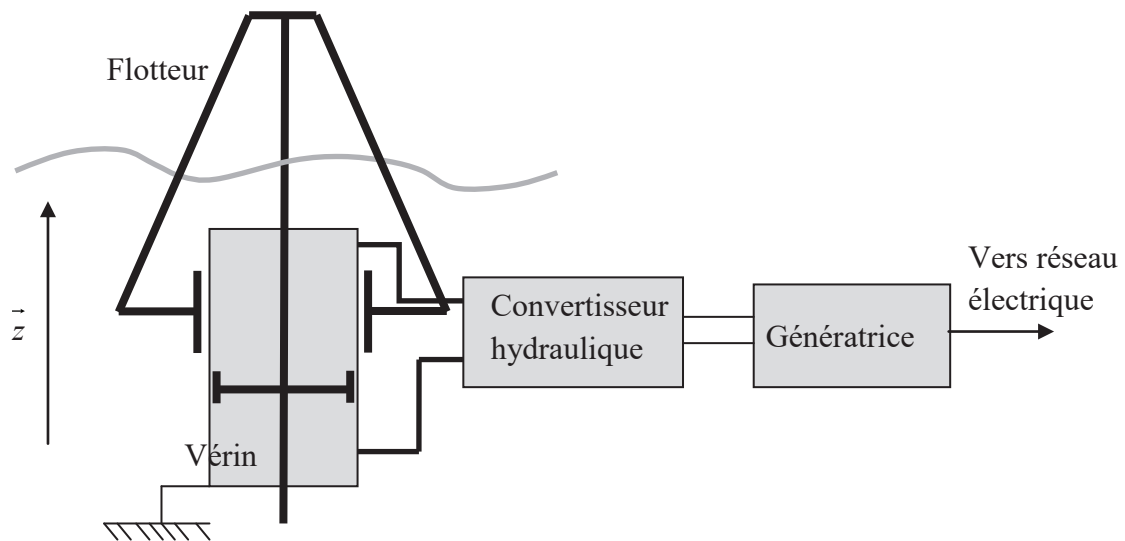 Flotteur
Vers réseau
électrique
Convertisseur
hydraulique
Génératrice
z
Vérin